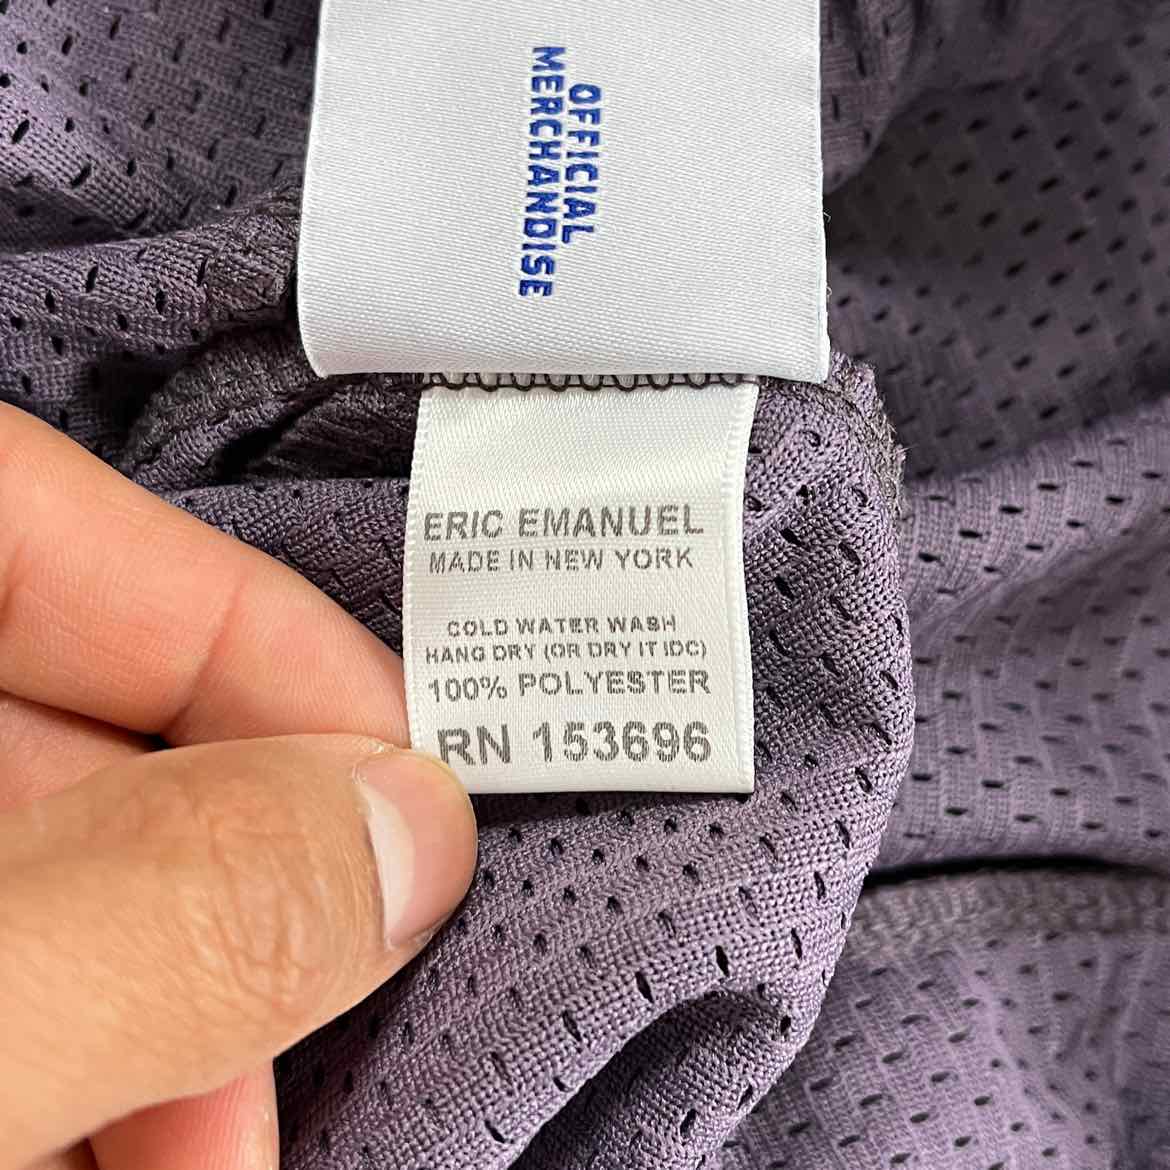 OFFICIAL
MERCHANDISE
ERIC EMANUEL
MADE IN NEW YORK
COLD WATER WASH
HANG DRY (OR DRY IT IDC)
100% POLYESTER
RN 153696